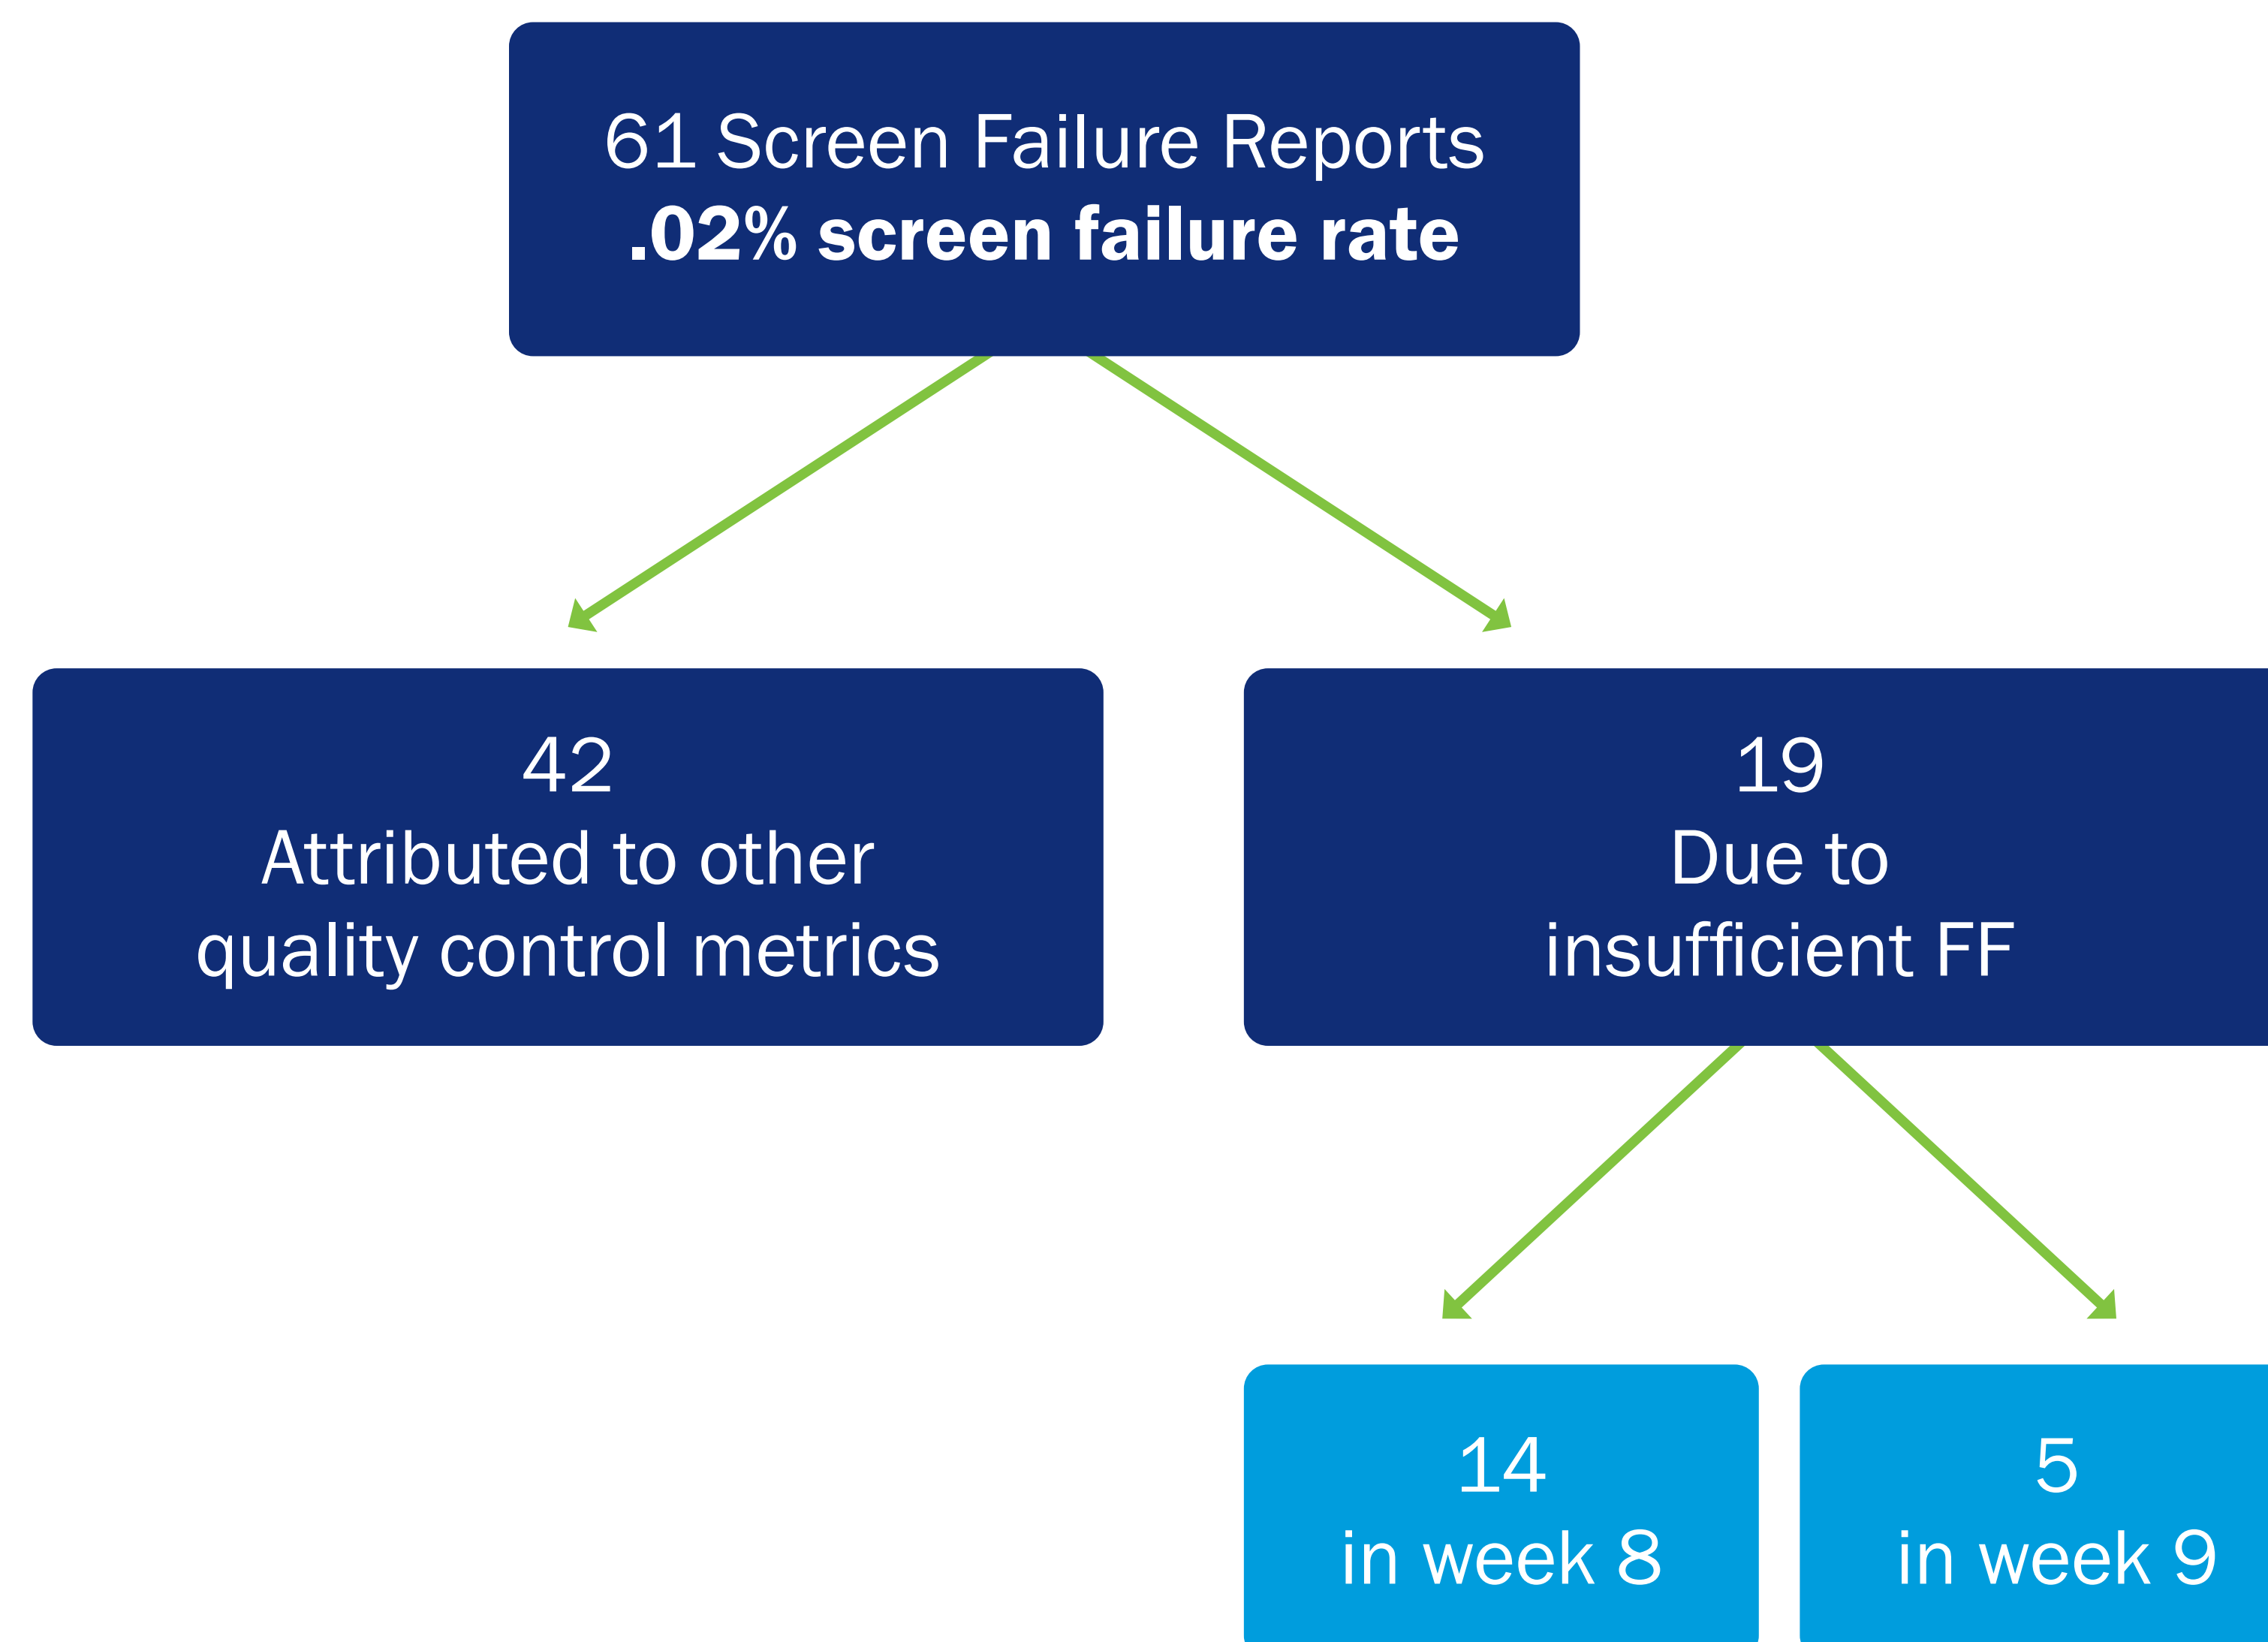 61 Screen Failure Reports
.02% screen failure rate
42
Attributed to other
quality control metrics
19
Due to
insufficient FF
14
in week 8
5
in week 9